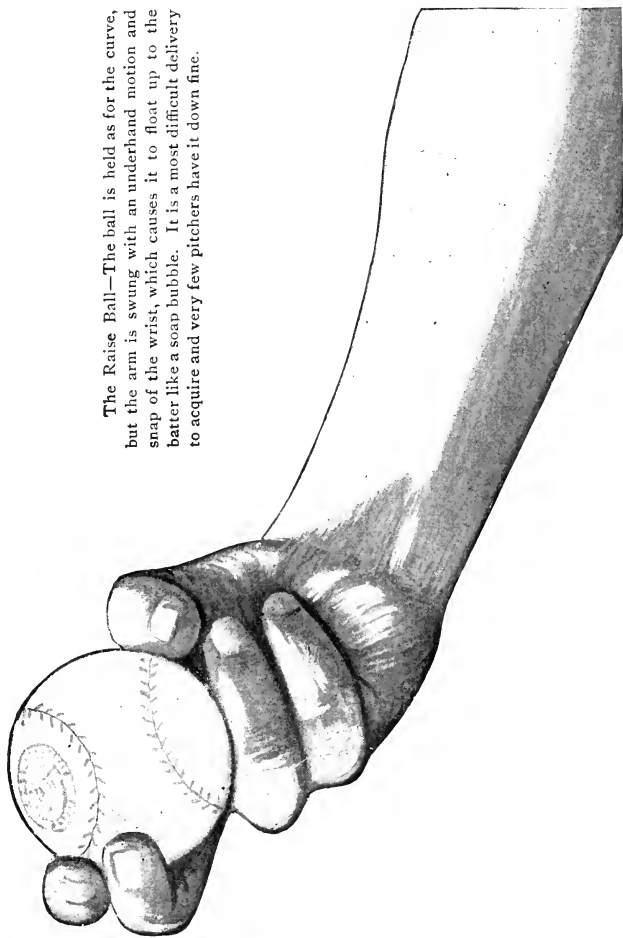 The Raise Ball—The ball is held as for the curve,
but the arm is swung with an underhand motion and
snap of the wrist, which causes it to float up to the
batter like a soap bubble. It is a most difficult delivery
to acquire and very few pitchers have it down fine.